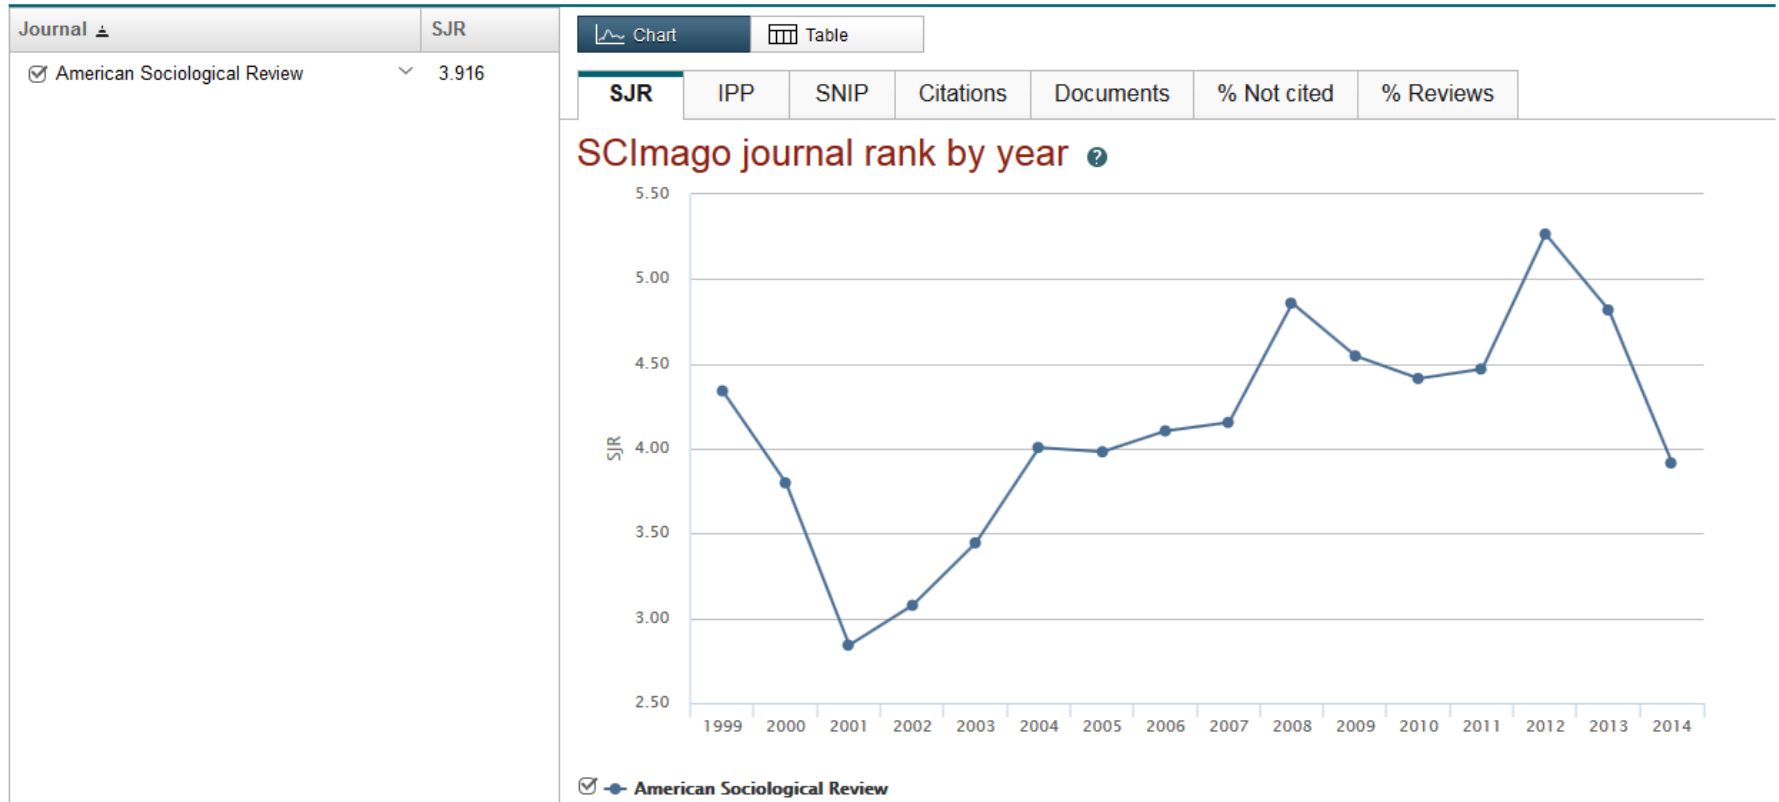 Journal SJR
American Sociological Review 3.916
Chart Table
SJR IPP SNIP Citations Documents % Not cited % Reviews
SCImago journal rank by year ?
5.50
5.00
4.50
SJR
4.00
3.50
3.00
2.50
1999 2000 2001 2002 2003 2004 2005 2006 2007 2008 2009 2010 2011 2012 2013 2014
American Sociological Review